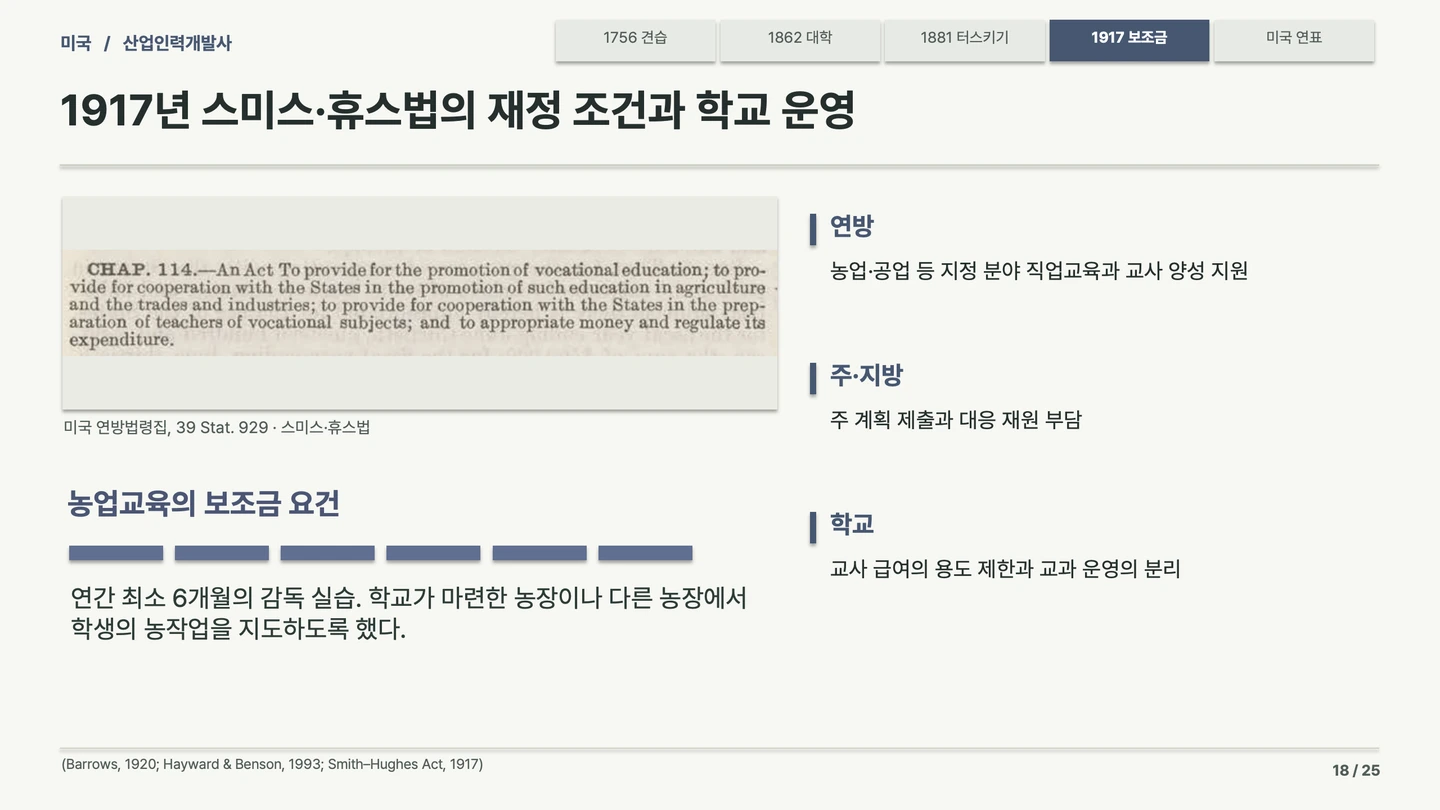 미국 / 산업인력개발사
1756 견습
1862 대학
1881 터스키기
1917 보조금
미국 연표
1917년 스미스·휴스법의 재정 조건과 학교 운영
CHAP. 114.—An Act To provide for the promotion of vocational education; to pro-
vide for cooperation with the States in the promotion of such education in agriculture
and the trades and industries; to provide for cooperation with the States in the prep-
aration of teachers of vocational subjects; and to appropriate money and regulate its
expenditure.
미국 연방법령집, 39 Stat. 929 · 스미스·휴스법
농업교육의 보조금 요건
연간 최소 6개월의 감독 실습. 학교가 마련한 농장이나 다른 농장에서
학생의 농작업을 지도하도록 했다.
연방
농업·공업 등 지정 분야 직업교육과 교사 양성 지원
주·지방
주 계획 제출과 대응 재원 부담
학교
교사 급여의 용도 제한과 교과 운영의 분리
(Barrows, 1920; Hayward & Benson, 1993; Smith–Hughes Act, 1917)
18 / 25